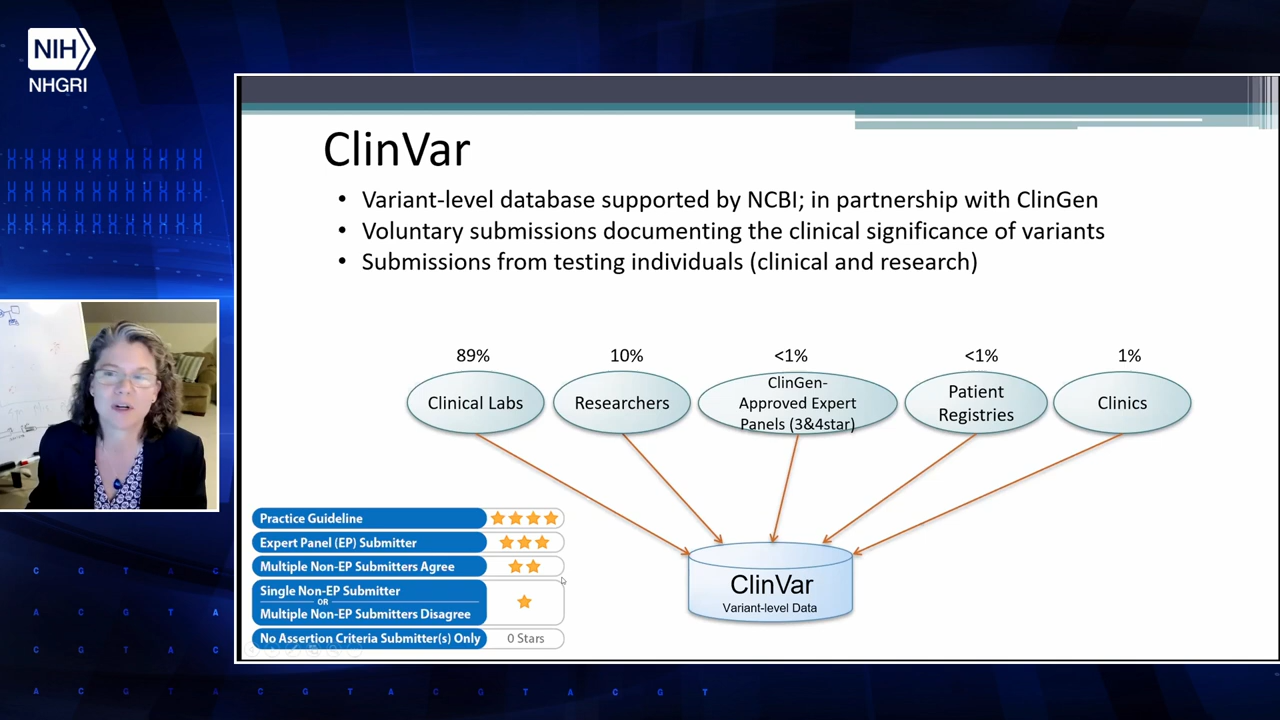 NIH
NHGRI
ClinVar
• Variant-level database supported by NCBI; in partnership with ClinGen
• Voluntary submissions documenting the clinical significance of variants
• Submissions from testing individuals (clinical and research)
89%
10%
<1%
<1%
1%
Clinical Labs
Researchers
ClinGen-
Approved Expert
Panels (3&4star)
Patient
Registries
Clinics
ClinVar
Variant-level Data
Practice Guideline
Expert Panel (EP) Submitter
Multiple Non-EP Submitters Agree
Single Non-EP Submitter
OR
Multiple Non-EP Submitters Disagree
No Assertion Criteria Submitter(s) Only
0 Stars
C G T A C
A C G T A
C G T A C
A C G T A C G T A C G T A C G T